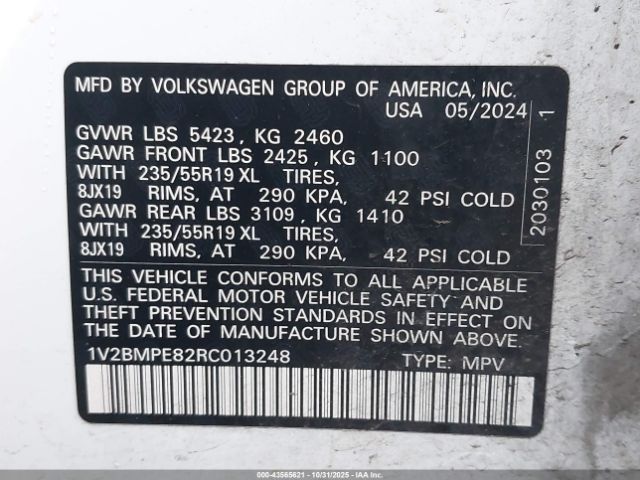 MFD BY VOLKSWAGEN GROUP OF AMERICA, INC.
USA 05/2024
GVWR LBS 5423, KG 2460
GAWR FRONT LBS 2425, KG 1100
WITH 235/55R19 XL TIRES,
8JX19 RIMS, AT 290 KPA, 42 PSI COLD
GAWR REAR LBS 3109, KG 1410
WITH 235/55R19 XL TIRES,
8JX19 RIMS, AT 290 KPA, 42 PSI COLD
2030103 1
THIS VEHICLE CONFORMS TO ALL APPLICABLE
U.S. FEDERAL MOTOR VEHICLE SAFETY AND
THEFT PREVENTION STANDARDS IN EFFECT ON
THE DATE OF MANUFACTURE SHOWN ABOVE.
1V2BMPE82RC013248 TYPE: MPV
000-43565621 - 10/31/2025 - COPYRIGHT IAA, LLC.